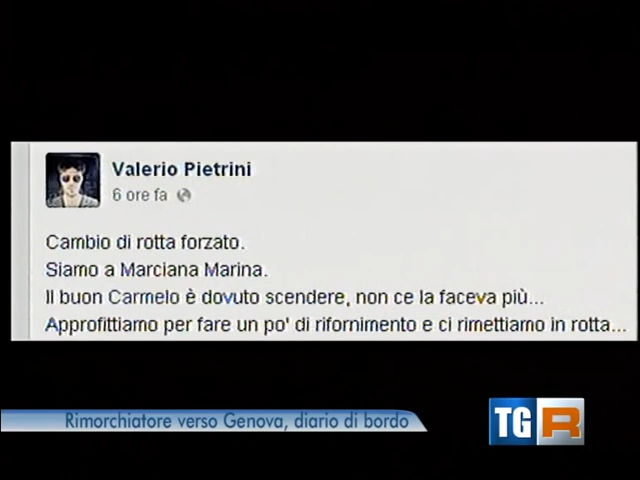 Valerio Pietrini
6 ore fa
Cambio di rotta forzato.
Siamo a Marciana Marina.
Il buon Carmelo è dovuto scendere, non ce la faceva più...
Approfittiamo per fare un po' di rifornimento e ci rimettiamo in rotta...
Rimorchiatore verso Genova, diario di bordo
TGR